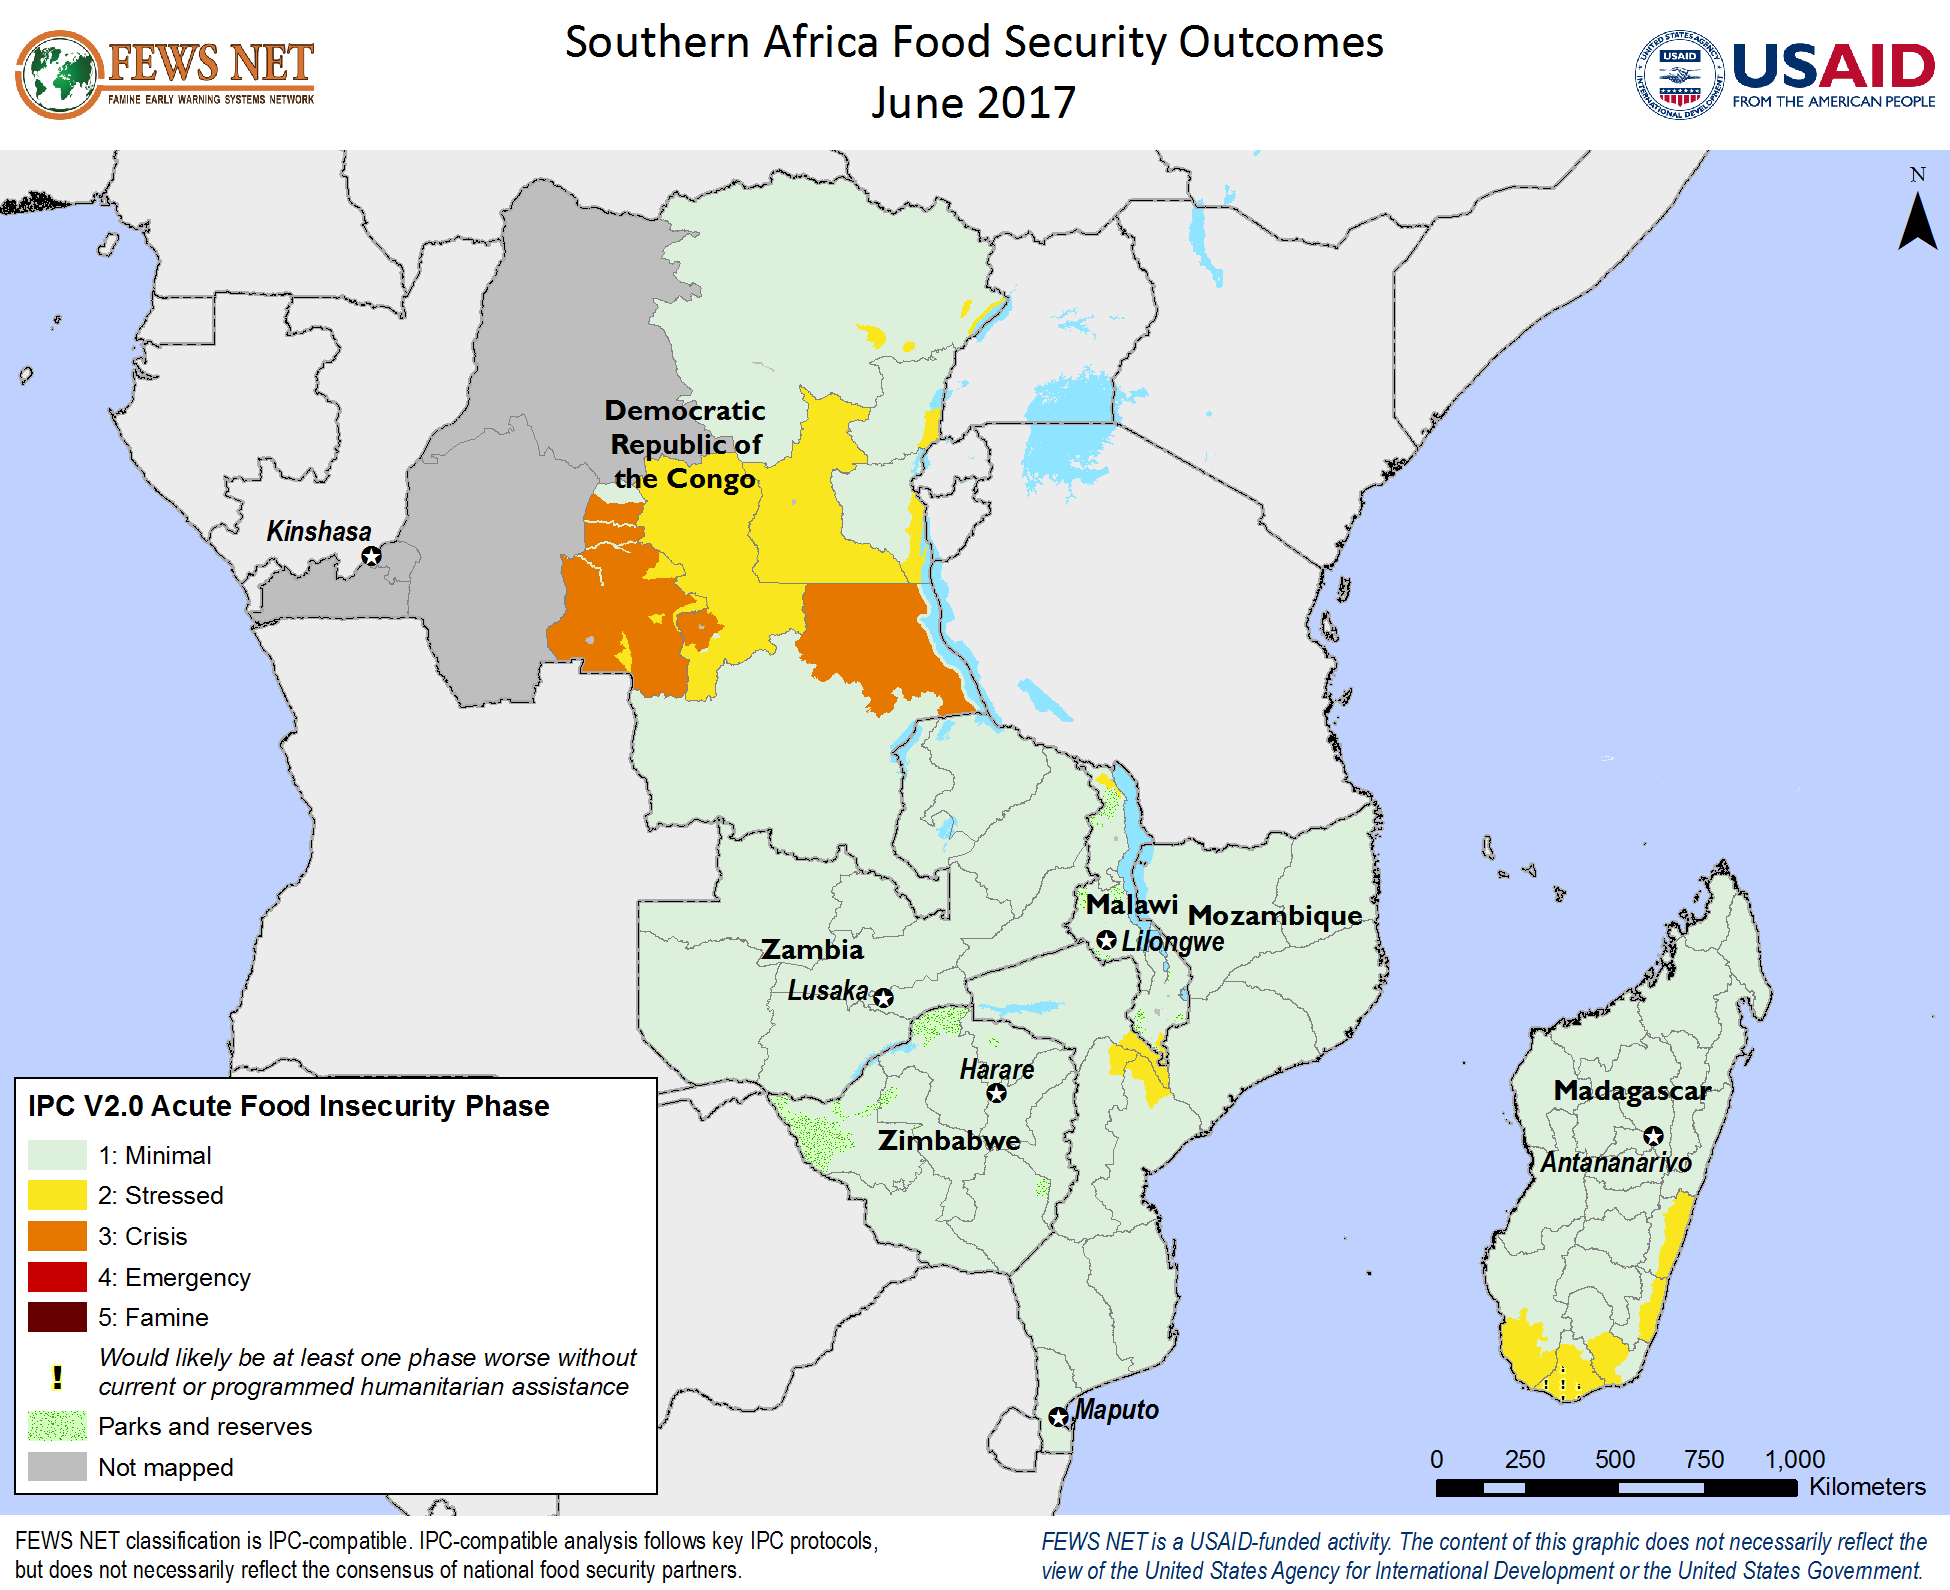 FEWS NET
FAMINE EARLY WARNING SYSTEMS NETWORK
Southern Africa Food Security Outcomes
June 2017
UNITED STATES AGENCY
USAID
INTERNATIONAL DEVELOPMENT
USAID
FROM THE AMERICAN PEOPLE
N
Democratic
Republic of
the Congo
Kinshasa
Malawi
Mozambique
Lilongwe
Zambia
Lusaka
Harare
Zimbabwe
Madagascar
Antananarivo
Maputo
IPC V2.0 Acute Food Insecurity Phase
1: Minimal
2: Stressed
3: Crisis
4: Emergency
5: Famine
! Would likely be at least one phase worse without
current or programmed humanitarian assistance
Parks and reserves
Not mapped
0 250 500 750 1,000
Kilometers
FEWS NET classification is IPC-compatible. IPC-compatible analysis follows key IPC protocols,
but does not necessarily reflect the consensus of national food security partners.
FEWS NET is a USAID-funded activity. The content of this graphic does not necessarily reflect the
view of the United States Agency for International Development or the United States Government.